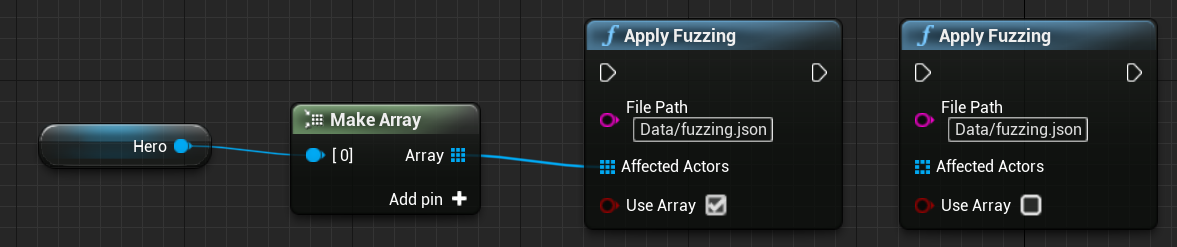 Hero
Make Array
[ 0] Array
Add pin
f Apply Fuzzing
File Path
Data/fuzzing.json
Affected Actors
Use Array
f Apply Fuzzing
File Path
Data/fuzzing.json
Affected Actors
Use Array